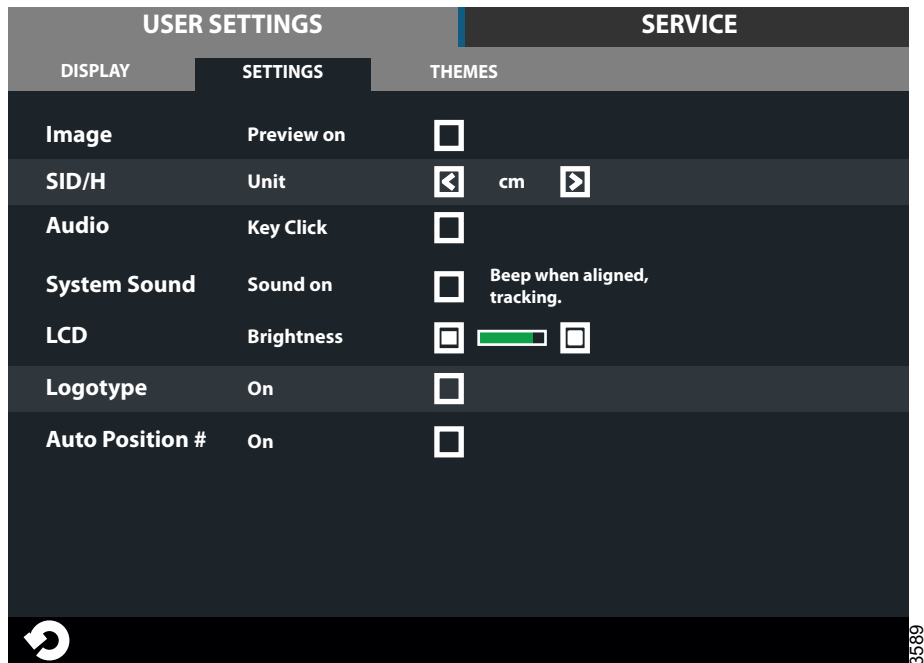 USER SETTINGS SERVICE
DISPLAY SETTINGS THEMES
Image Preview on
SID/H Unit cm
Audio Key Click
System Sound Sound on Beep when aligned,
tracking.
LCD Brightness
Logotype On
Auto Position # On
3589